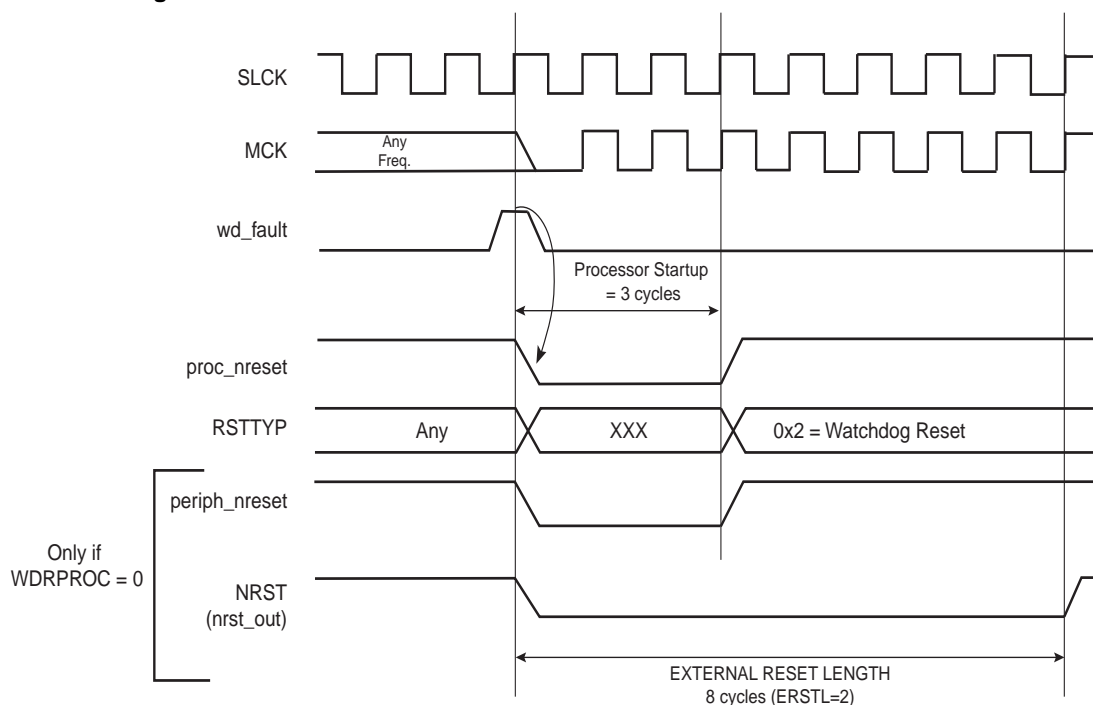 SLCK
MCK
Any
Freq.
wd_fault
Processor Startup
= 3 cycles
proc_nreset
RSTTYP
Any
XXX
0x2 = Watchdog Reset
periph_nreset
Only if
WDRPROC = 0
NRST
(nrst_out)
EXTERNAL RESET LENGTH
8 cycles (ERSTL=2)